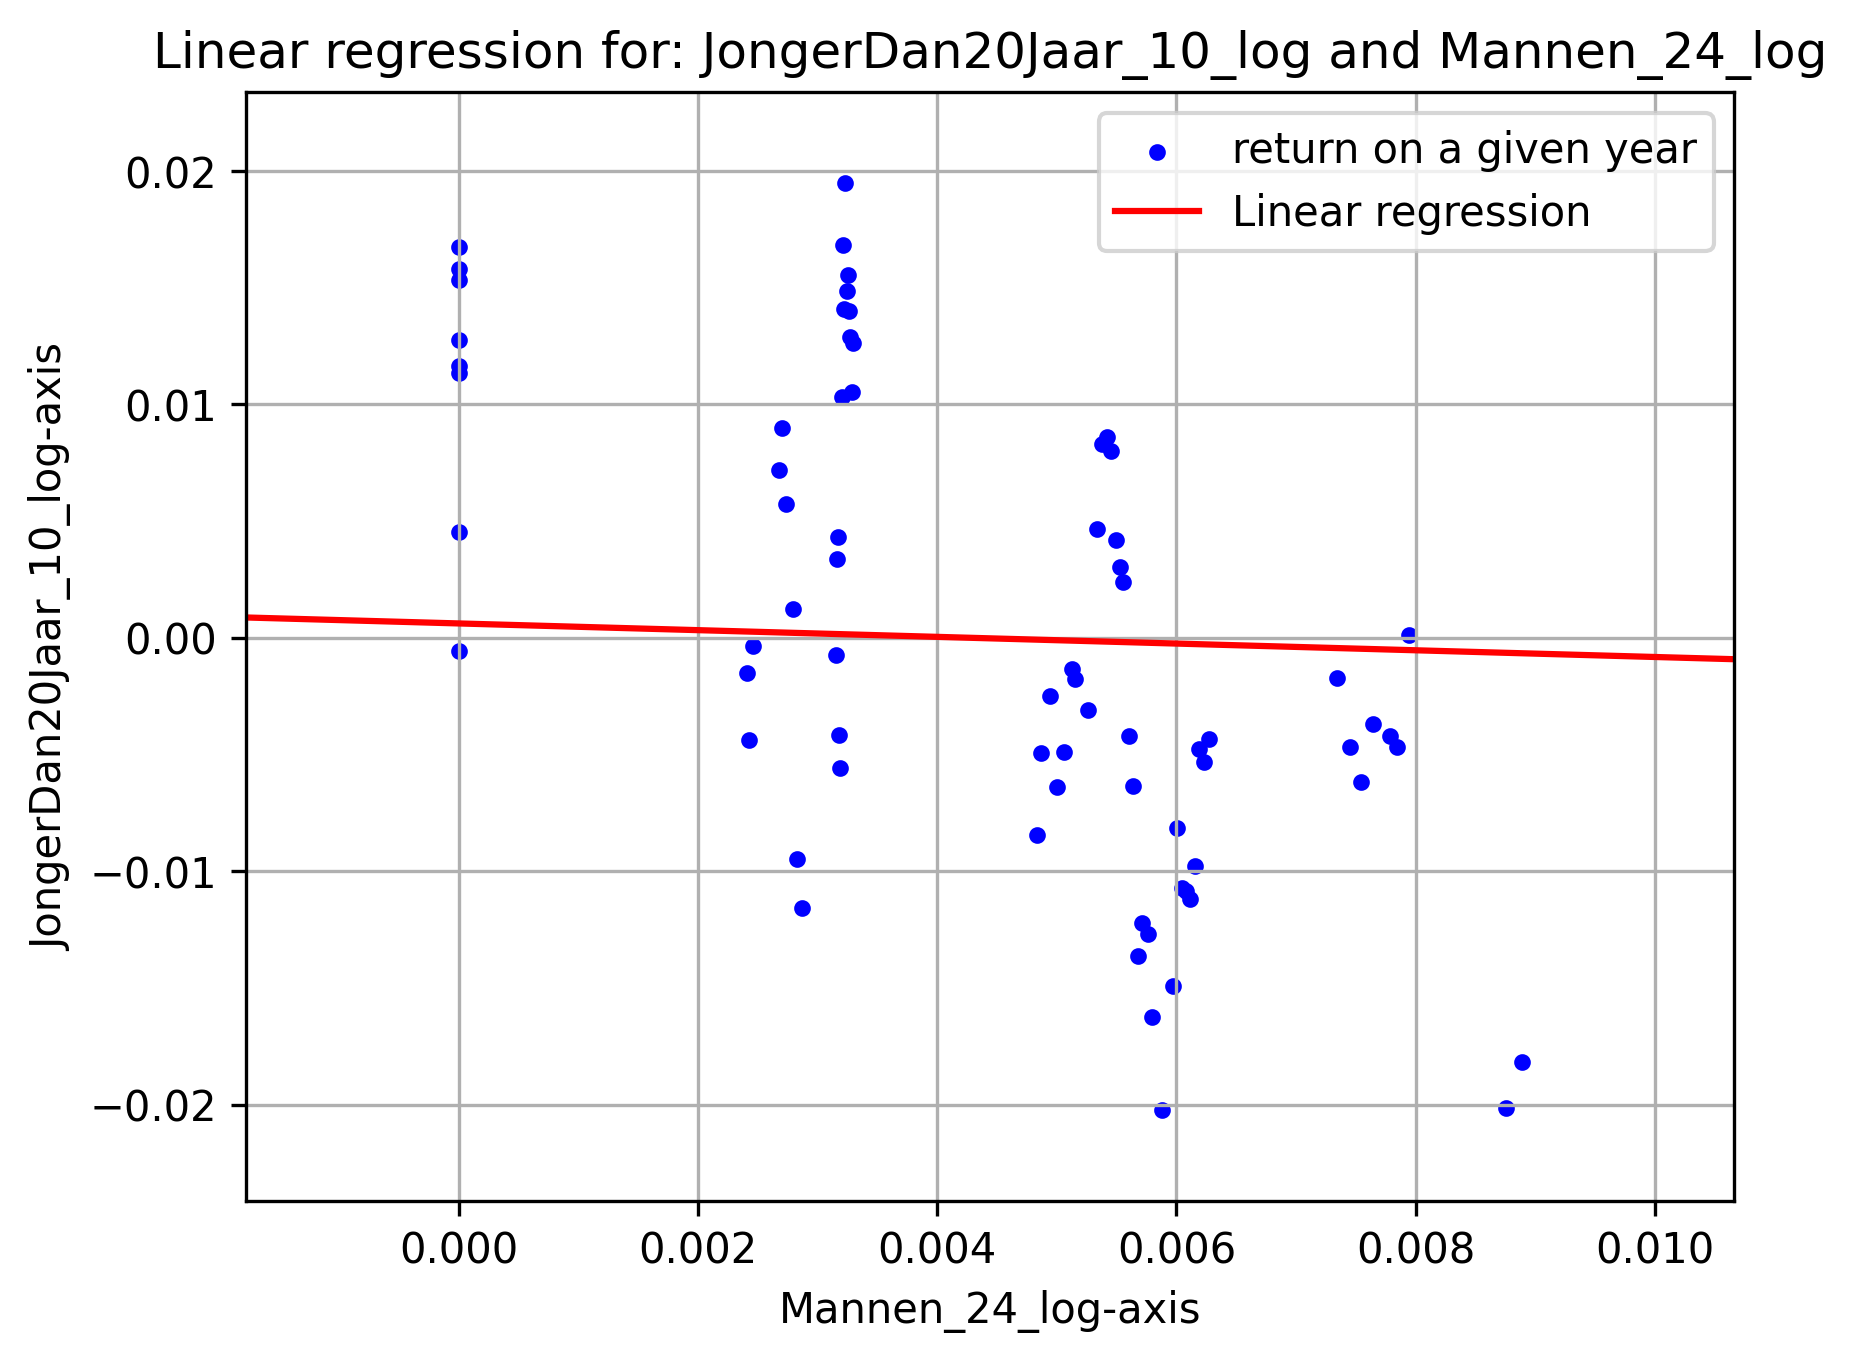 Linear regression for: JongerDan20Jaar_10_log and Mannen_24_log
return on a given year
Linear regression
0.02
0.01
0.00
−0.01
−0.02
JongerDan20Jaar_10_log-axis
0.000 0.002 0.004 0.006 0.008 0.010
Mannen_24_log-axis